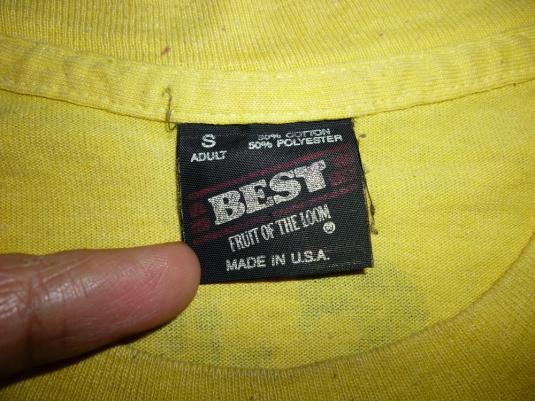 S
ADULT
50% COTTON
50% POLYESTER
BEST
FRUIT OF THE LOOM ®
MADE IN U.S.A.